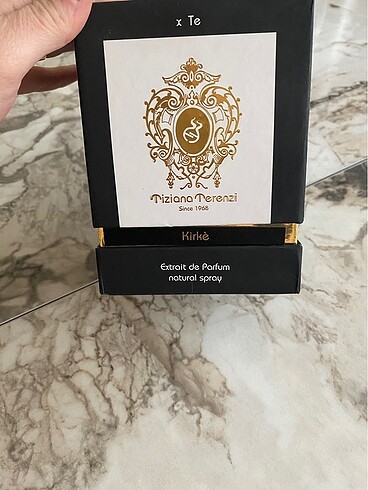 x Te
Tiziana Terenzi
Since 1968
Kirkè
Extrait de Parfum
natural spray